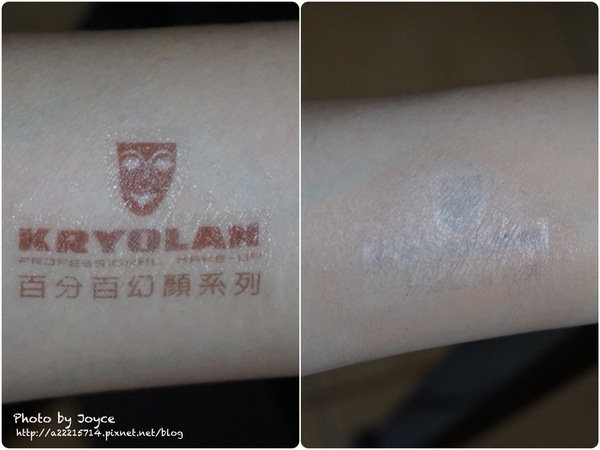 KRYOLAN
PROFESSIONAL MAKE-UP
百分百幻顏系列
Photo by Joyce
http://a22215714.pixnet.net/blog